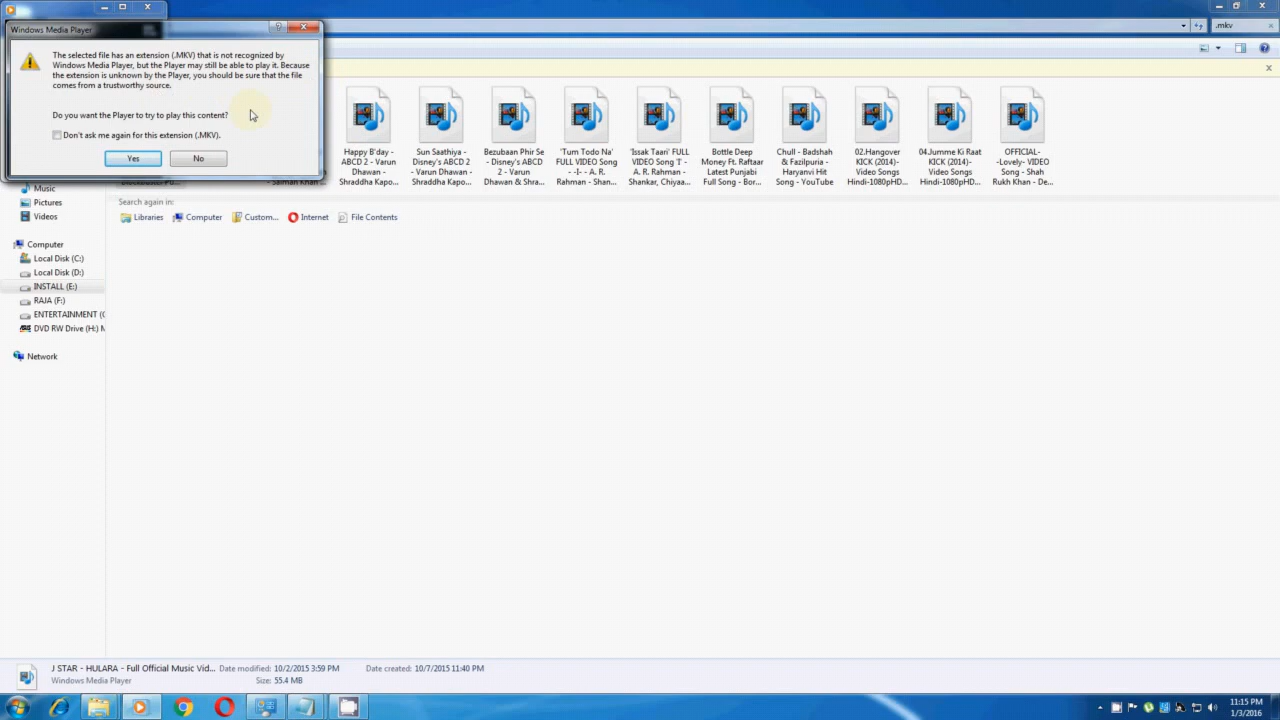 .mkv
Windows Media Player
The selected file has an extension (.MKV) that is not recognized by
Windows Media Player, but the Player may still be able to play it. Because
the extension is unknown by the Player, you should be sure that the file
comes from a trustworthy source.
Do you want the Player to try to play this content?
Don't ask me again for this extension (.MKV).
Yes
No
Happy B'day -
ABCD 2 - Varun
Dhawan -
Shraddha Kapo...
Sun Saathiya -
Disney's ABCD
2 - Varun
Dhawan -
Shraddha Kapo...
Bezubaan Phir Se
- Disney's ABCD
2 - Varun
Dhawan & Shra...
'Tum Todo Na'
FULL VIDEO Song
- -I- - A. R.
Rahman - Shan...
'Issak Taari' FULL
VIDEO Song 'I' -
A. R. Rahman -
Shankar, Chiyaa...
Bottle Deep
Money Ft. Raftaar
Latest Punjabi
Full Song - Bor...
Chull - Badshah
& Fazilpuria -
Haryanvi Hit
Song - YouTube
02.Hangover
KICK (2014)-
Video Songs
Hindi-1080pHD...
04.Jumme Ki Raat
KICK (2014)-
Video Songs
Hindi-1080pHD...
OFFICIAL-
-Lovely- VIDEO
Song - Shah
Rukh Khan - De...
- Salman Khan ...
Music
Pictures
Videos
Computer
Local Disk (C:)
Local Disk (D:)
INSTALL (E:)
RAJA (F:)
ENTERTAINMENT (
DVD RW Drive (H:) M
Network
Search again in:
Libraries
Computer
Custom...
Internet
File Contents
J STAR - HULARA - Full Official Music Vid... Date modified: 10/2/2015 3:59 PM Date created: 10/7/2015 11:40 PM
Windows Media Player Size: 55.4 MB
11:15 PM
1/3/2016